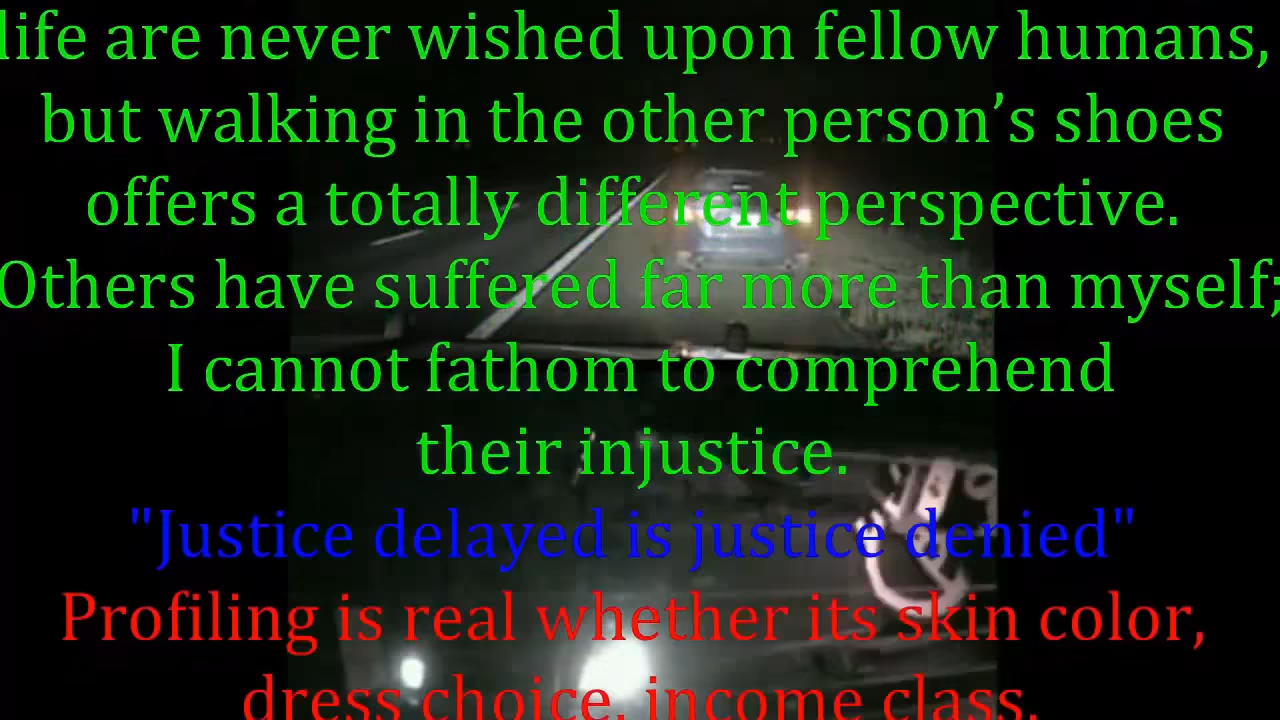 life are never wished upon fellow humans,
but walking in the other person’s shoes
offers a totally different perspective.
Others have suffered far more than myself;
I cannot fathom to comprehend
their injustice.
"Justice delayed is justice denied"
Profiling is real whether its skin color,
dress choice, income class,